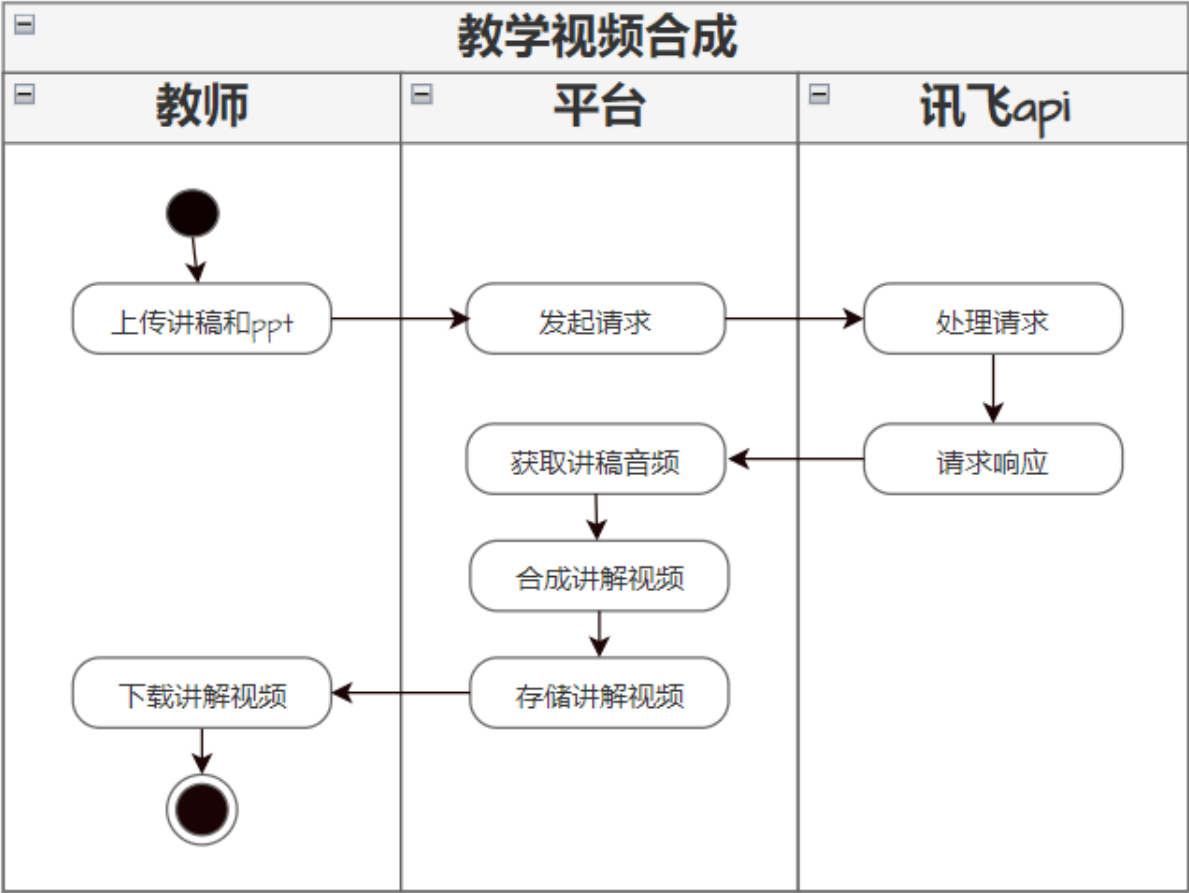 教学视频合成
教师
平台
讯飞api
上传讲稿和ppt
发起请求
处理请求
获取讲稿音频
请求响应
合成讲解视频
下载讲解视频
存储讲解视频